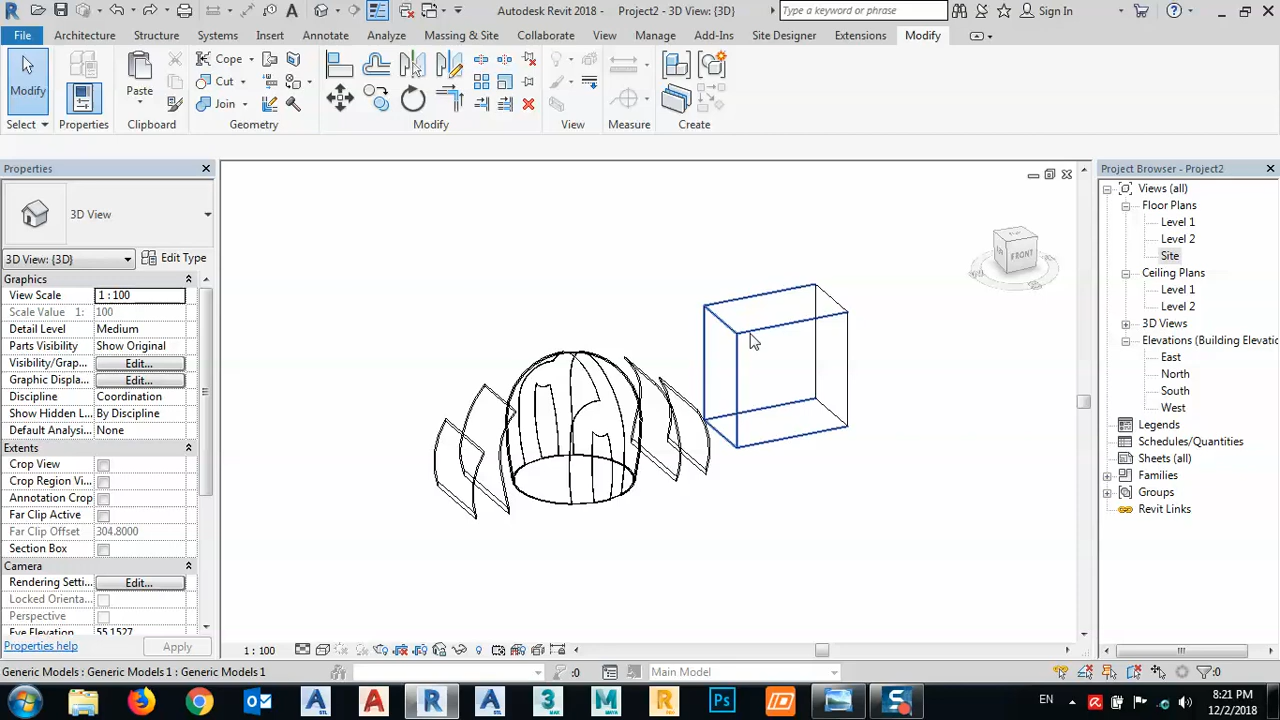 Autodesk Revit 2018 - Project2 - 3D View: {3D}
Type a keyword or phrase
Sign In
File Architecture Structure Systems Insert Annotate Analyze Massing & Site Collaborate View Manage Add-Ins Site Designer Extensions Modify
Modify
Properties
Paste
Cope
Cut
Join
Select Properties Clipboard Geometry Modify View Measure Create
Properties
3D View
3D View: {3D}
Edit Type
Graphics
View Scale 1 : 100
Scale Value 1: 100
Detail Level Medium
Parts Visibility Show Original
Visibility/Grap... Edit...
Graphic Displa... Edit...
Discipline Coordination
Show Hidden L... By Discipline
Default Analysi... None
Extents
Crop View
Crop Region Vi...
Annotation Crop
Far Clip Active
Far Clip Offset 304.8000
Section Box
Camera
Rendering Setti... Edit...
Locked Orienta...
Perspective
Eye Elevation 55.1527
Properties help
Apply
FRONT
Project Browser - Project2
Views (all)
Floor Plans
Level 1
Level 2
Site
Ceiling Plans
Level 1
Level 2
3D Views
Elevations (Building Elevatio
East
North
South
West
Legends
Schedules/Quantities
Sheets (all)
Families
Groups
Revit Links
1 : 100
Generic Models : Generic Models 1 : Generic Models 1
:0
Main Model
:0
EN
8:21 PM
12/2/2018